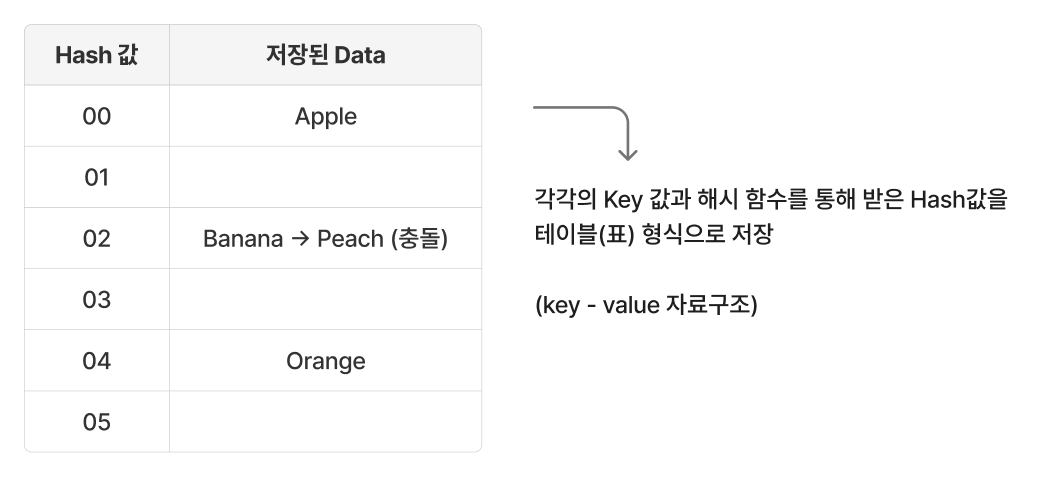 Hash 값 저장된 Data
00 Apple
01
02 Banana → Peach (충돌)
03
04 Orange
05
각각의 Key 값과 해시 함수를 통해 받은 Hash값을
테이블(표) 형식으로 저장
(key - value 자료구조)